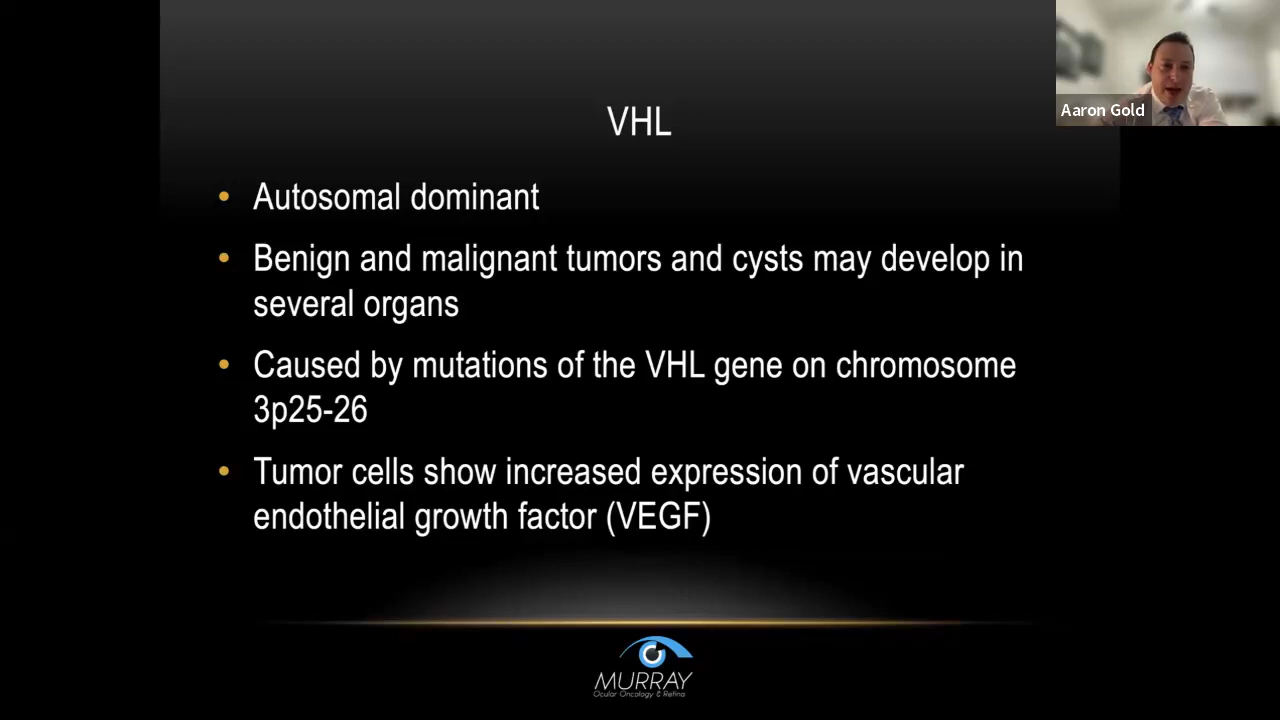 VHL
Aaron Gold
Autosomal dominant
Benign and malignant tumors and cysts may develop in
several organs
Caused by mutations of the VHL gene on chromosome
3p25-26
Tumor cells show increased expression of vascular
endothelial growth factor (VEGF)
MURRAY
Ocular Oncology & Retina